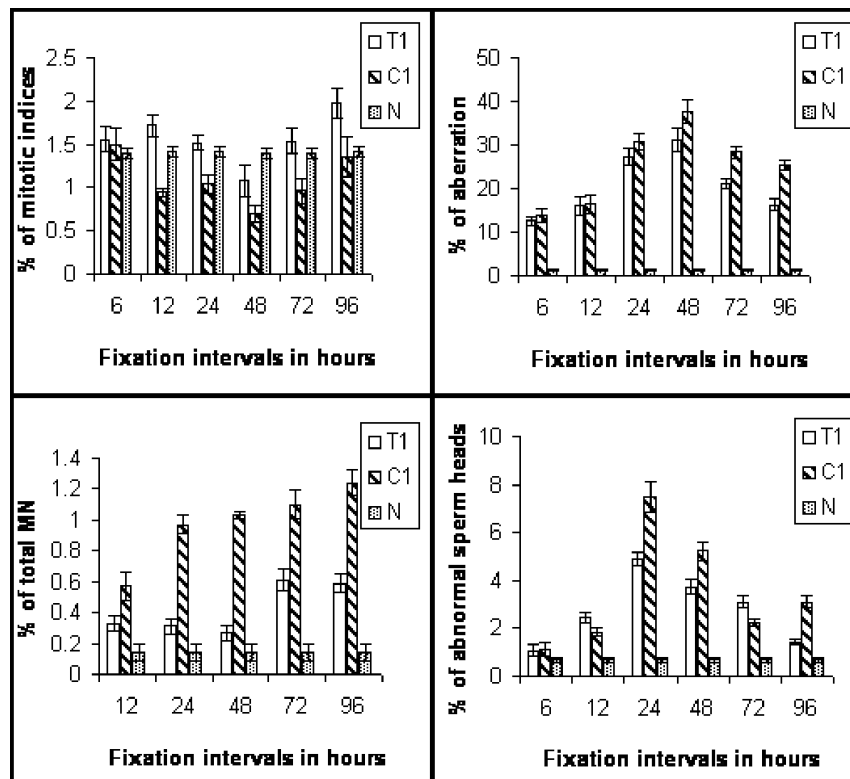 % of mitotic indices
2.5
2
1.5
1
0.5
0
6 12 24 48 72 96
Fixation intervals in hours
T1
C1
N
% of aberration
50
40
30
20
10
0
6 12 24 48 72 96
Fixation intervals in hours
T1
C1
N
% of total MN
1.4
1.2
1
0.8
0.6
0.4
0.2
0
12 24 48 72 96
Fixation intervals in hours
T1
C1
N
% of abnormal sperm heads
10
8
6
4
2
0
6 12 24 48 72 96
Fixation intervals in hours
T1
C1
N